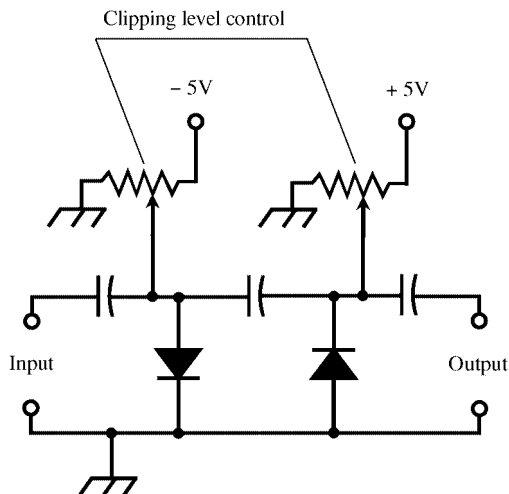 Clipping level control
– 5V
+ 5V
Input
Output